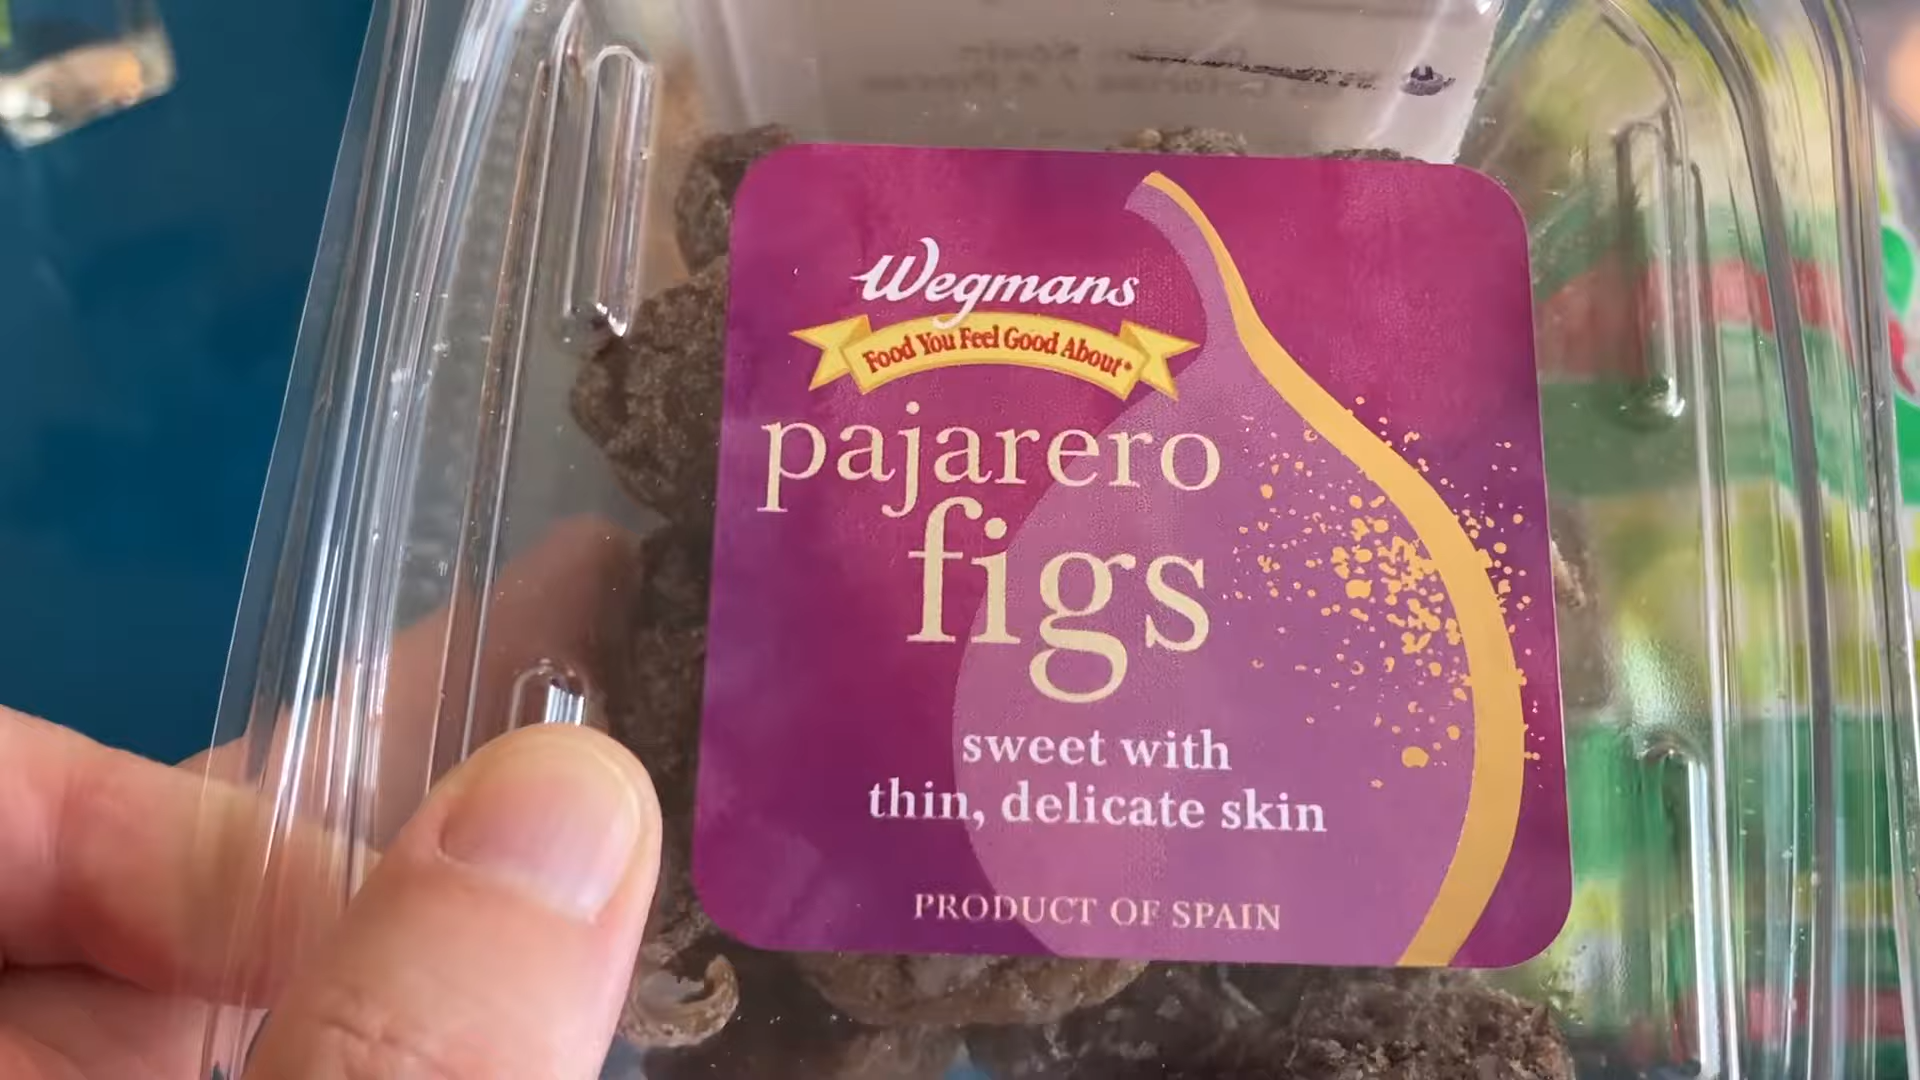 Wegmans
Food You Feel Good About*
pajarero
figs
sweet with
thin, delicate skin
PRODUCT OF SPAIN